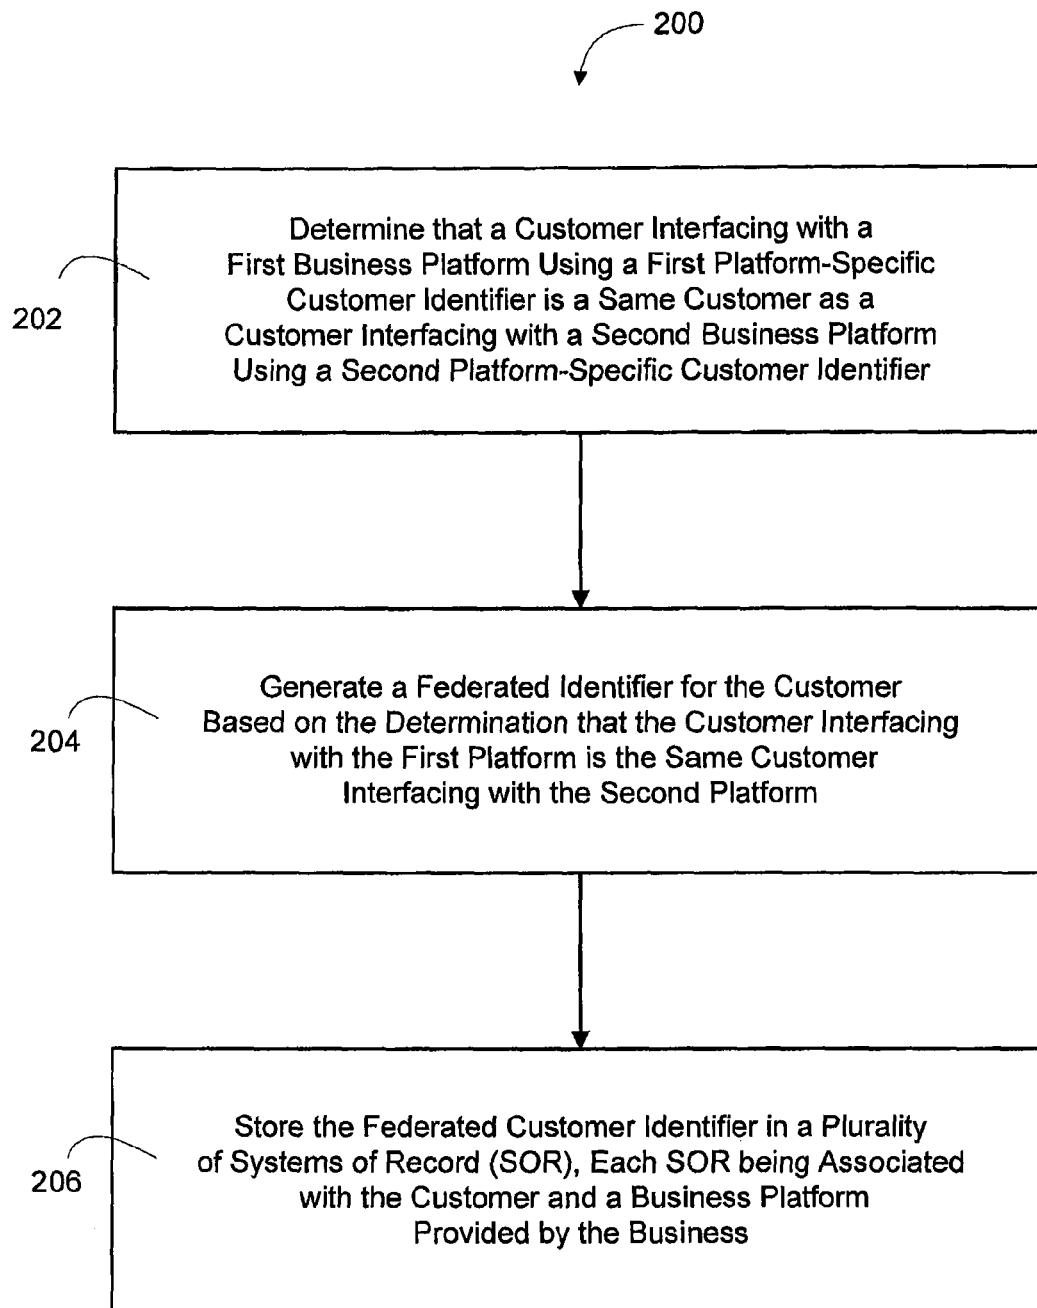 200
Determine that a Customer Interfacing with a
First Business Platform Using a First Platform-Specific
Customer Identifier is a Same Customer as a
Customer Interfacing with a Second Business Platform
Using a Second Platform-Specific Customer Identifier
202
Generate a Federated Identifier for the Customer
Based on the Determination that the Customer Interfacing
with the First Platform is the Same Customer
Interfacing with the Second Platform
204
Store the Federated Customer Identifier in a Plurality
of Systems of Record (SOR), Each SOR being Associated
with the Customer and a Business Platform
Provided by the Business
206